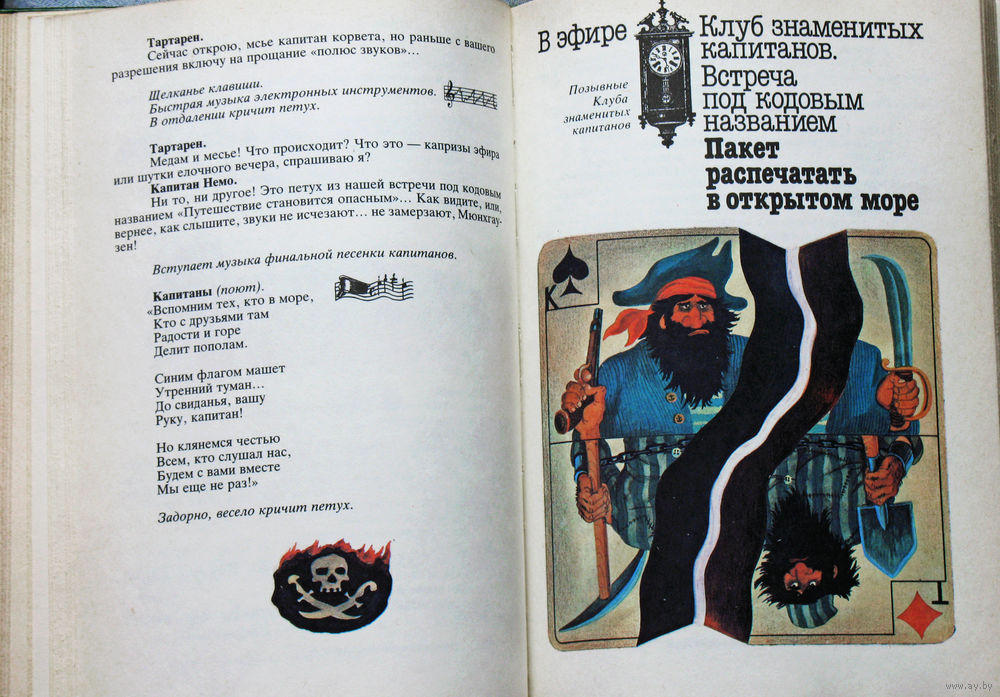 Тартарен.
Сейчас открою, мсье капитан корвета, но раньше с вашего
разрешения включу на прощание «полюс звуков»…
Щелканье клавиши.
Быстрая музыка электронных инструментов.
В отдалении кричит петух.
Тартарен.
Медам и месье! Что происходит? Что это — капризы эфира
или шутки елочного вечера, спрашиваю я?
Капитан Немо.
Ни то, ни другое! Это петух из нашей встречи под кодовым
названием «Путешествие становится опасным»… Как видите, или,
вернее, как слышите, звуки не исчезают… не замерзают, Мюнхгау-
зен!
Вступает музыка финальной песенки капитанов.
Капитаны (поют).
«Вспомним тех, кто в море,
Кто с друзьями там
Радости и горе
Делит пополам.
Синим флагом машет
Утренний туман…
До свиданья, вашу
Руку, капитан!
Но клянемся честью
Всем, кто слушал нас,
Будем с вами вместе
Мы еще не раз!»
Задорно, весело кричит петух.
В эфире
Позывные
Клуба
знаменитых
капитанов
Клуб знаменитых
капитанов.
Встреча
под кодовым
названием
Пакет
распечатать
в открытом море
K
T
www.ay.by